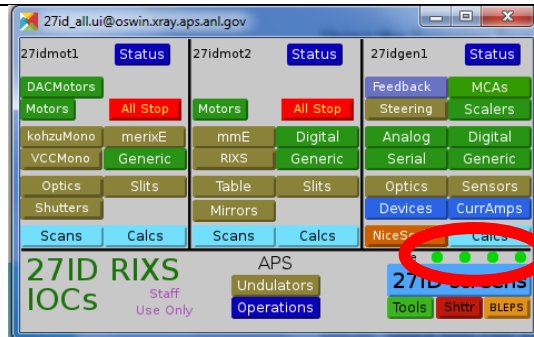 27id_all.ui@oswin.xray.aps.anl.gov
27idmot1 Status 27idmot2 Status 27idgen1 Status
DACMotors Feedback MCAs
Motors All Stop Motors All Stop Steering Scalers
kohzuMono merixE mmE Digital Analog Digital
VCCMono Generic RIXS Generic Serial Generic
Optics Slits Table Slits Optics Sensors
Shutters Mirrors Devices CurrAmps
Scans Calcs Scans Calcs Calcs
27ID RIXS IOCs
Staff Use Only
APS
Undulators
Operations
27ID Screens
Tools Shttr BLEPS